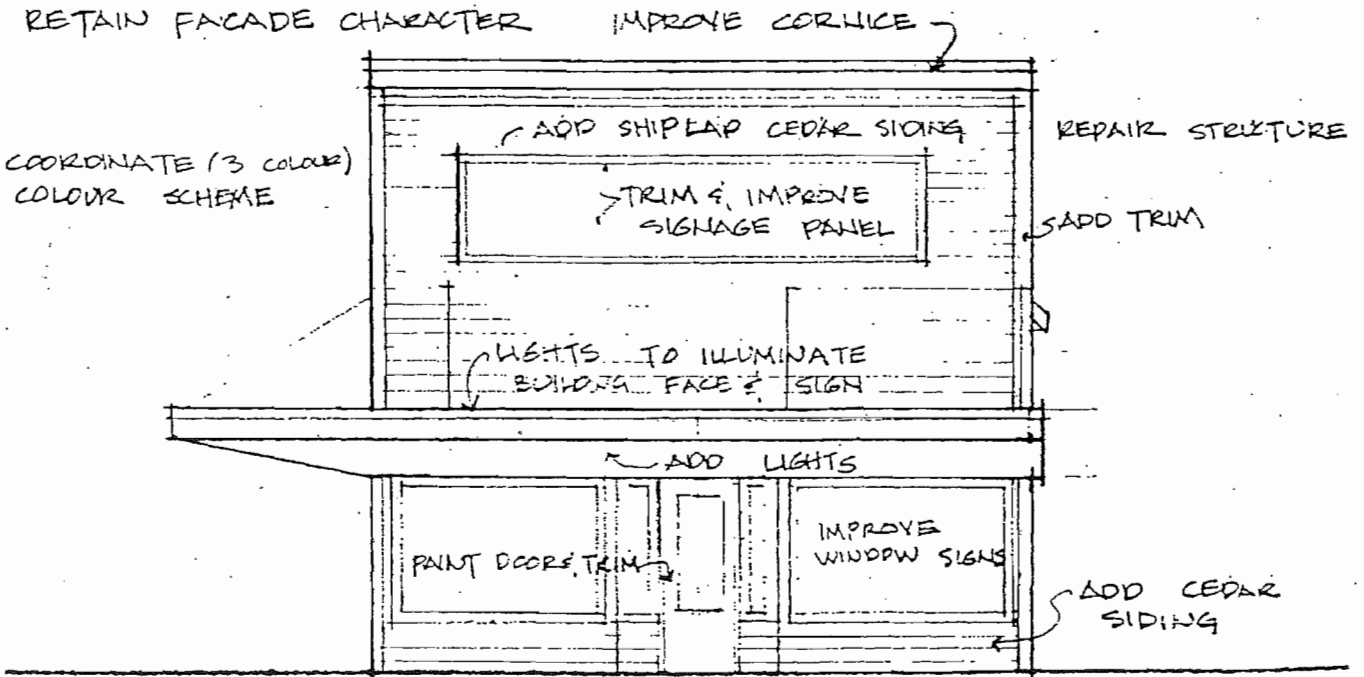 RETAIN FACADE CHARACTER
IMPROVE CORNICE
ADD SHIPLAP CEDAR SIDING
REPAIR STRUCTURE
COORDINATE (3 COLOUR)
COLOUR SCHEME
TRIM & IMPROVE
SIGNAGE PANEL
ADD TRIM
LIGHTS TO ILLUMINATE
BUILDING FACE & SIGN
ADD LIGHTS
PAINT DOOR & TRIM
IMPROVE
WINDOW SIGNS
ADD CEDAR
SIDING